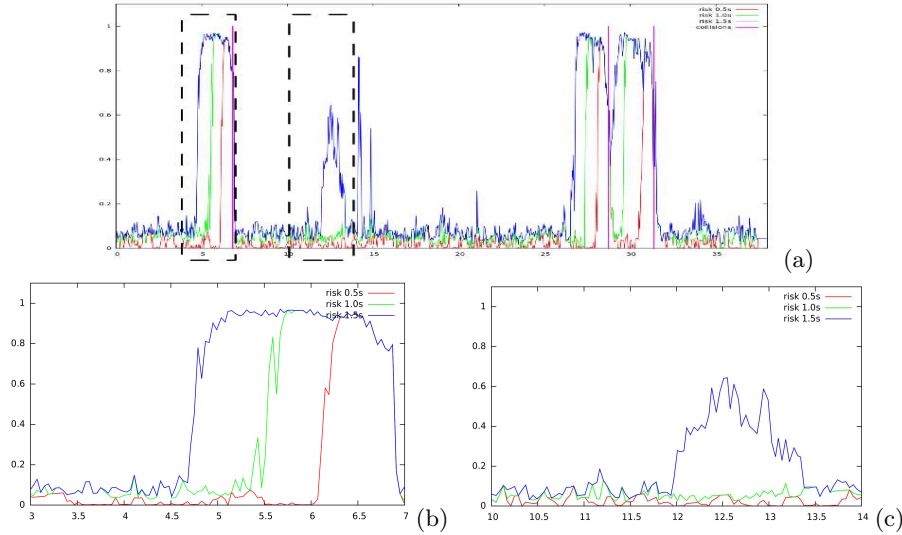 risk 0.5s
risk 1.0s
risk 1.5s
collisions
1
0.8
0.6
0.4
0.2
0
0 5 10 15 20 25 30 35
(a)
risk 0.5s
risk 1.0s
risk 1.5s
1
0.8
0.6
0.4
0.2
0
3 3.5 4 4.5 5 5.5 6 6.5 7
(b)
risk 0.5s
risk 1.0s
risk 1.5s
1
0.8
0.6
0.4
0.2
0
10 10.5 11 11.5 12 12.5 13 13.5 14
(c)